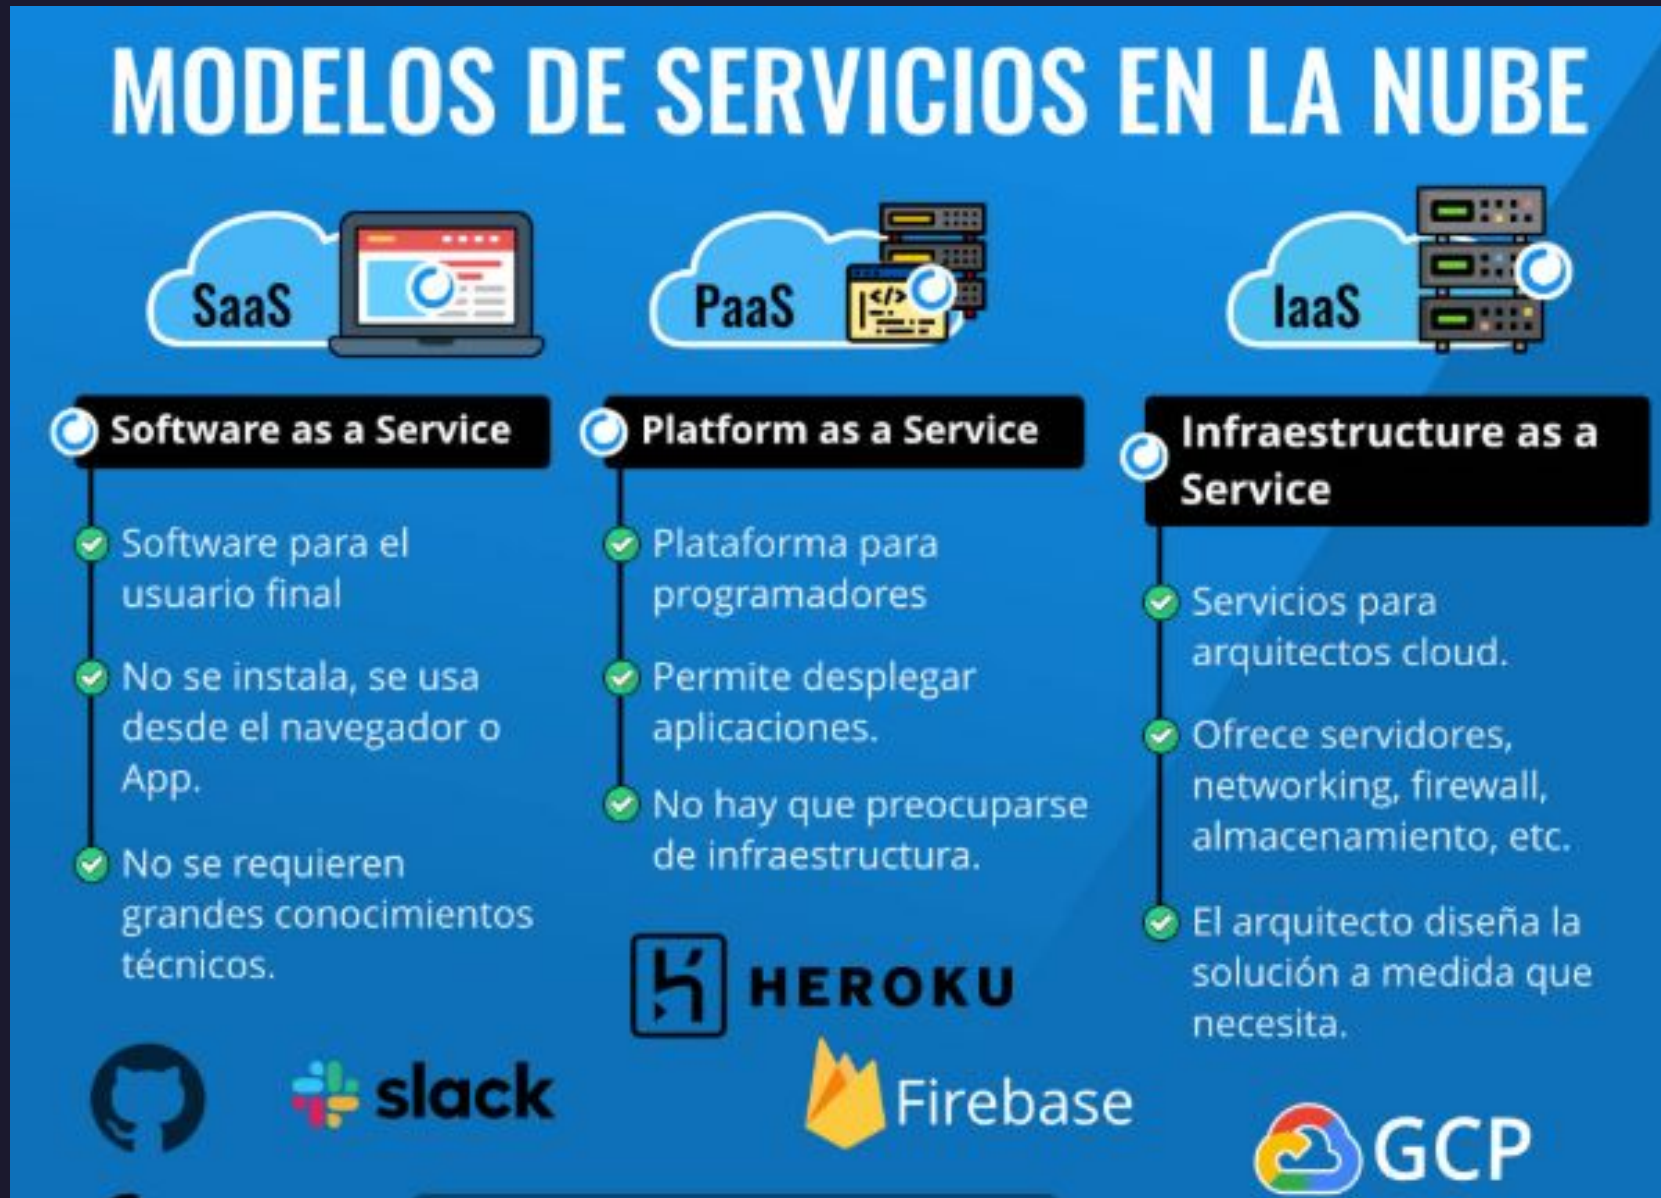 MODELOS DE SERVICIOS EN LA NUBE
SaaS
Software as a Service
Software para el
usuario final
No se instala, se usa
desde el navegador o
App.
No se requieren
grandes conocimientos
técnicos.
slack
PaaS
</>
Platform as a Service
Plataforma para
programadores
Permite desplegar
aplicaciones.
No hay que preocuparse
de infraestructura.
HEROKU
Firebase
IaaS
Infraestructure as a
Service
Servicios para
arquitectos cloud.
Ofrece servidores,
networking, firewall,
almacenamiento, etc.
El arquitecto diseña la
solución a medida que
necesita.
GCP